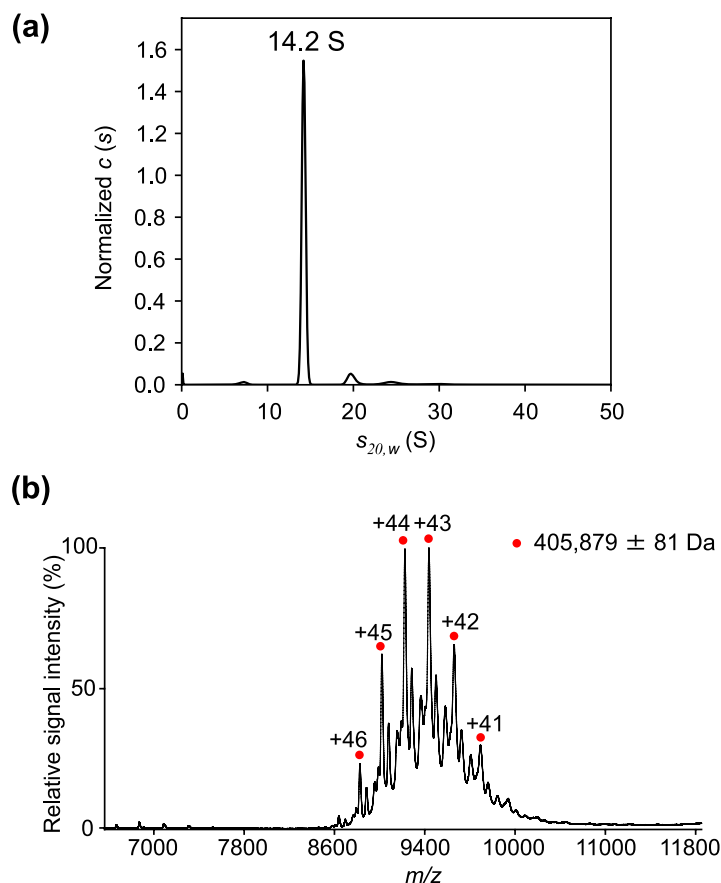 (a)
14.2 S
1.6
1.4
1.2
1.0
0.8
0.6
0.4
0.2
0.0
Normalized c (s)
0 10 20 30 40 50
s20,w (S)
(b)
+44 +43
405,879 ± 81 Da
+45
+42
+46
+41
100
50
0
Relative signal intensity (%)
7000 7800 8600 9400 10000 11000 11800
m/z